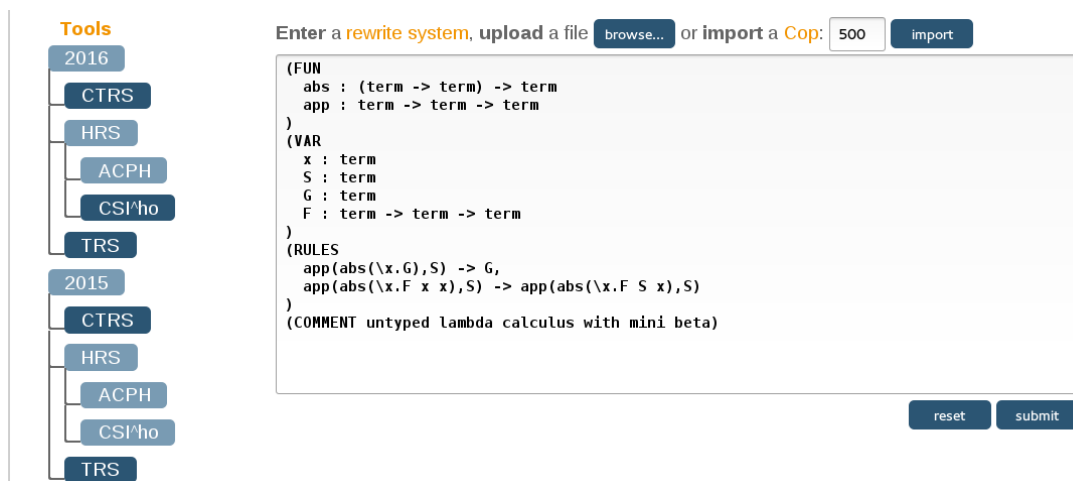 Tools
2016
CTRS
HRS
ACPH
CSI^ho
TRS
2015
CTRS
HRS
ACPH
CSI^ho
TRS
Enter a rewrite system, upload a file browse... or import a Cop: 500 import
(FUN
  abs : (term -> term) -> term
  app : term -> term -> term
)
(VAR
  x : term
  S : term
  G : term
  F : term -> term -> term
)
(RULES
  app(abs(\x.G),S) -> G,
  app(abs(\x.F x x),S) -> app(abs(\x.F S x),S)
)
(COMMENT untyped lambda calculus with mini beta)
reset submit